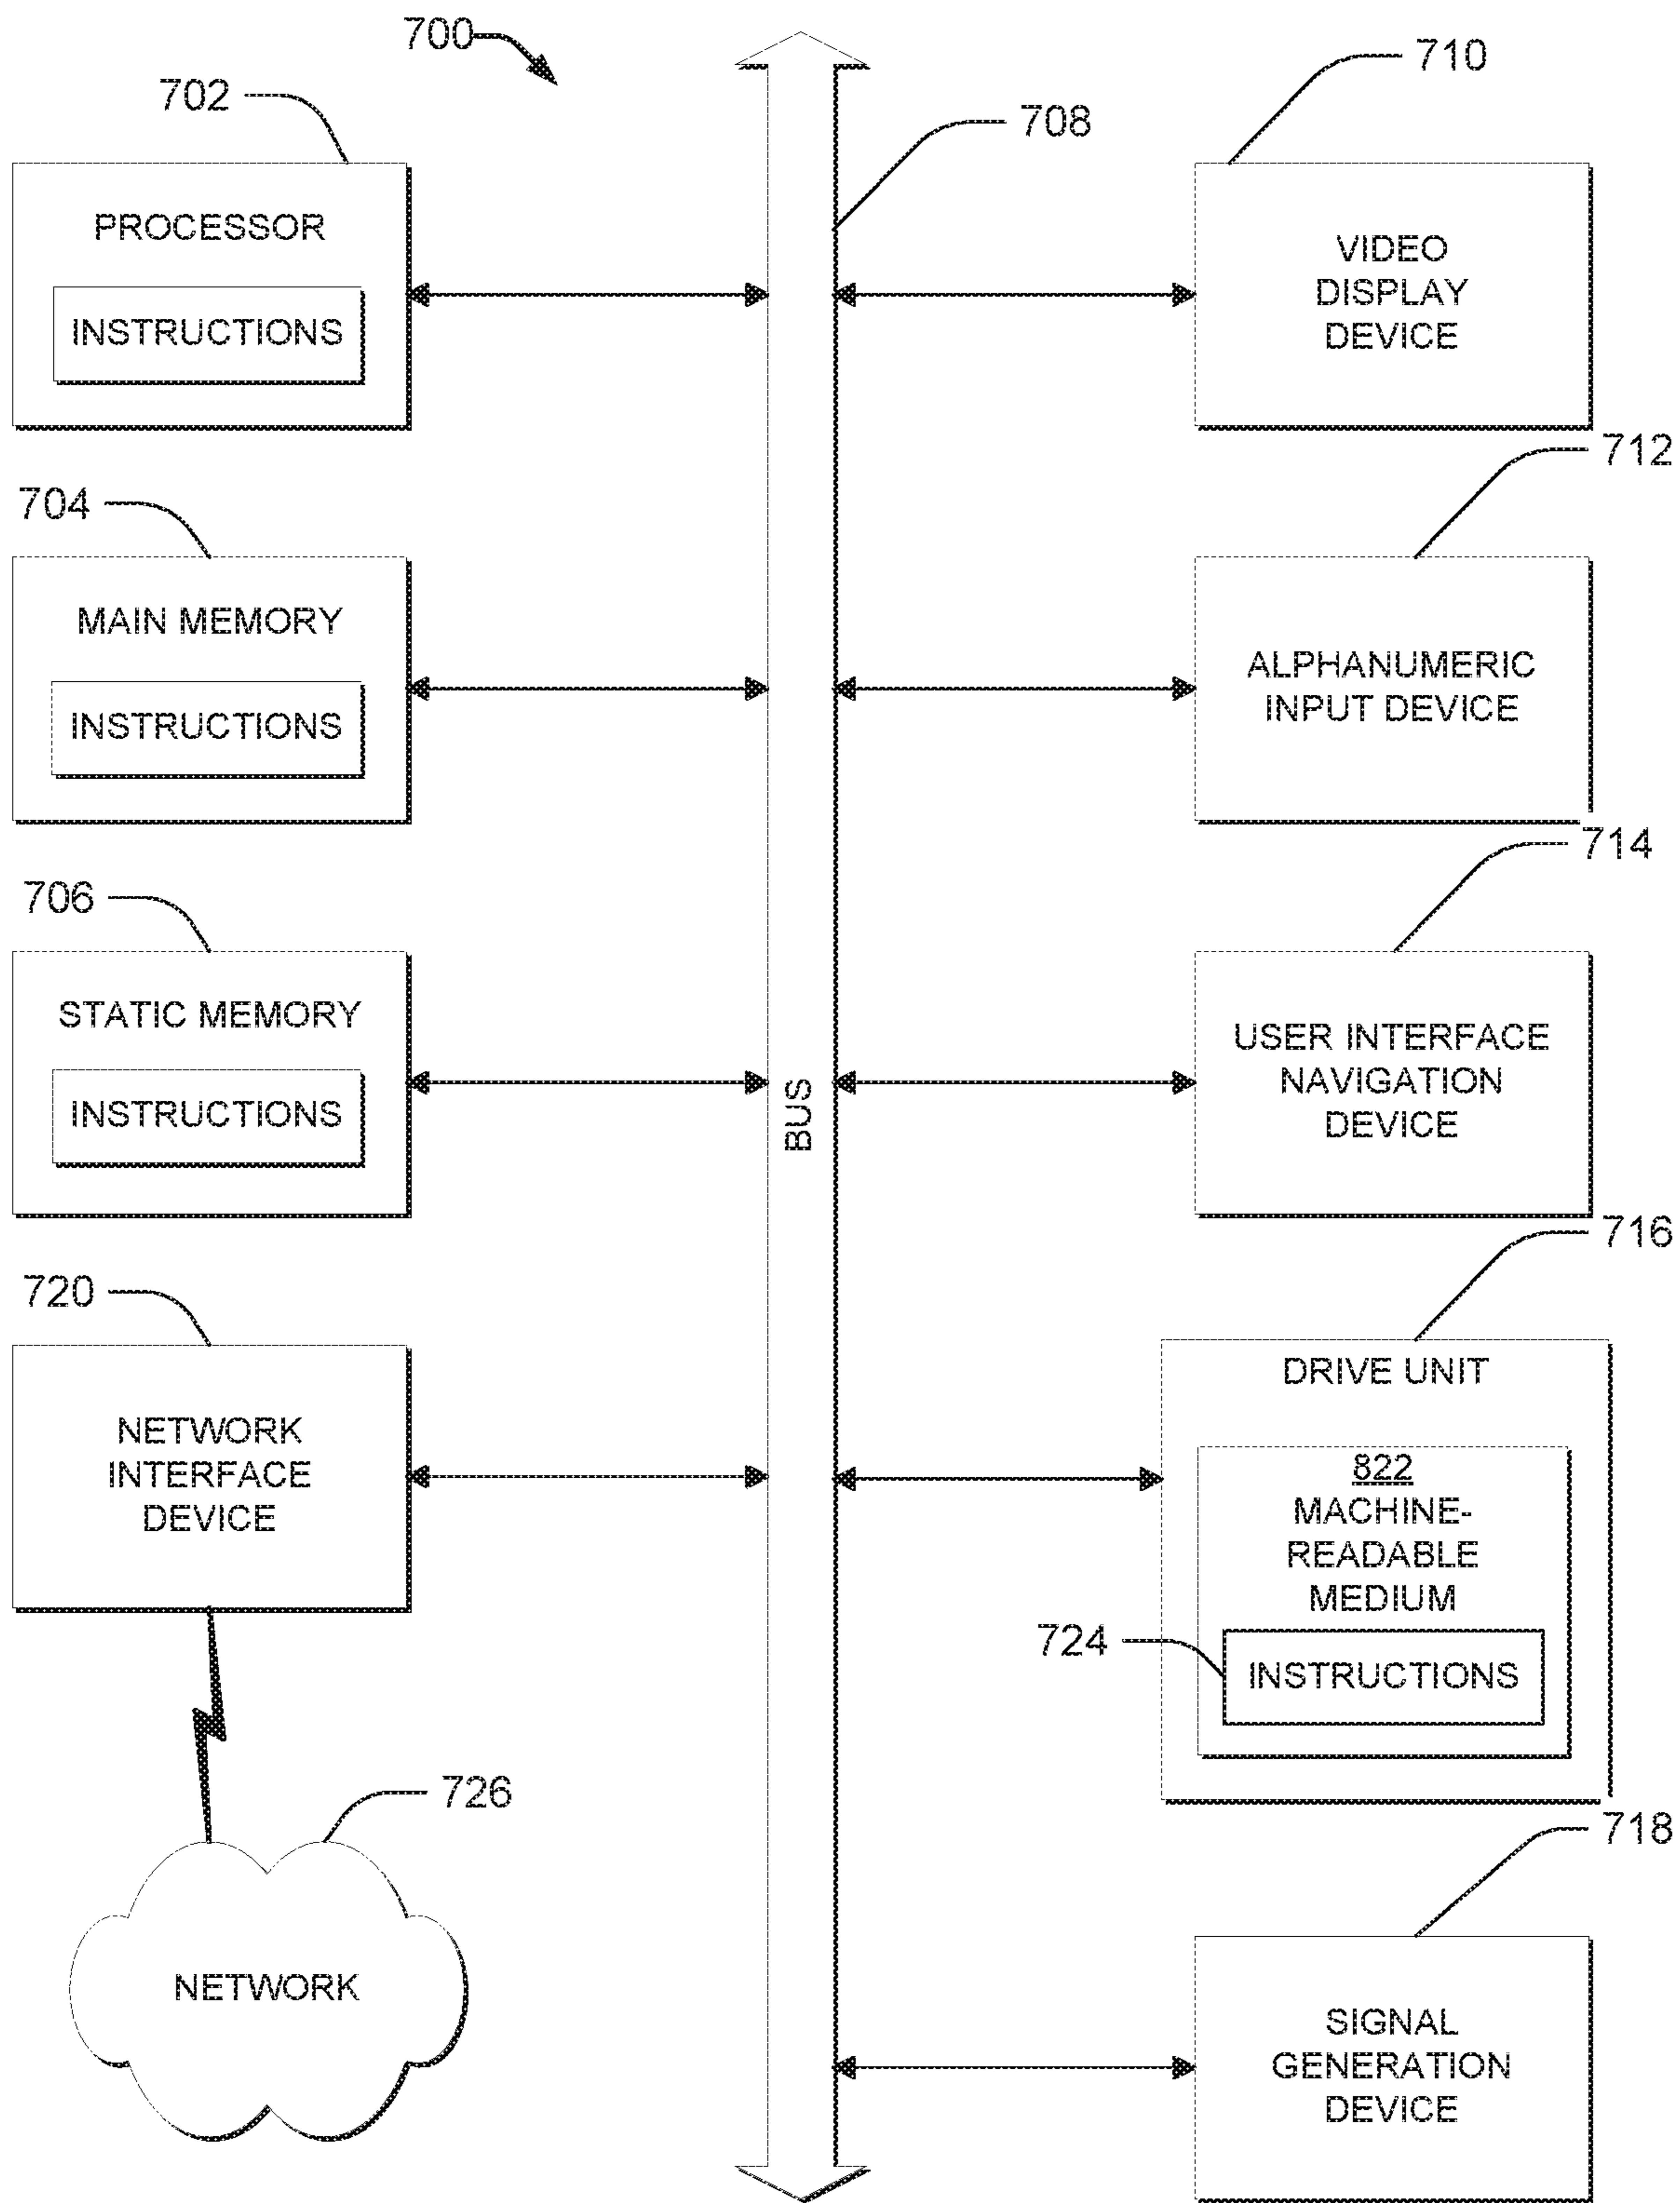 700
702
PROCESSOR
INSTRUCTIONS
704
MAIN MEMORY
INSTRUCTIONS
706
STATIC MEMORY
INSTRUCTIONS
720
NETWORK
INTERFACE
DEVICE
726
NETWORK
708
BUS
710
VIDEO
DISPLAY
DEVICE
712
ALPHANUMERIC
INPUT DEVICE
714
USER INTERFACE
NAVIGATION
DEVICE
716
DRIVE UNIT
822
MACHINE-
READABLE
MEDIUM
724
INSTRUCTIONS
718
SIGNAL
GENERATION
DEVICE